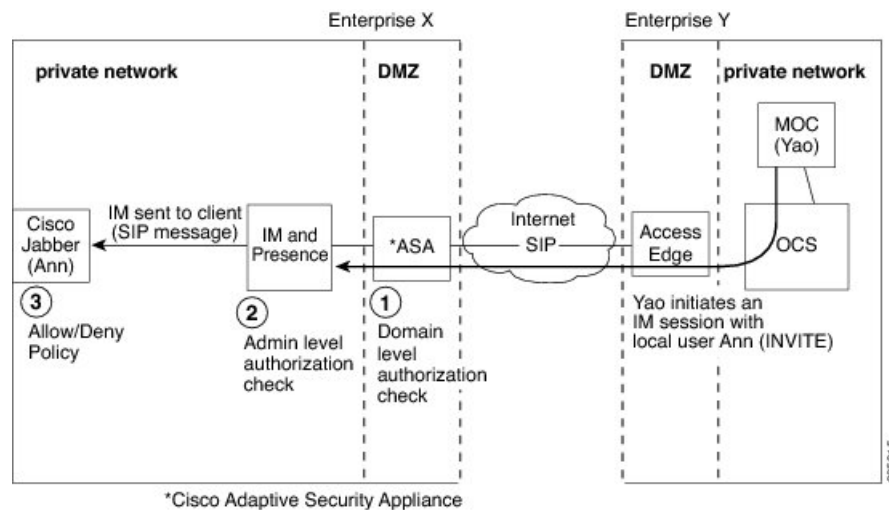 Enterprise X
Enterprise Y
private network
DMZ
DMZ
private network
MOC
(Yao)
IM sent to client
(SIP message)
Cisco
Jabber
(Ann)
IM and
Presence
*ASA
Internet
SIP
Access
Edge
OCS
3
Allow/Deny
Policy
2
Admin level
authorization
check
1
Domain
level
authorization
check
Yao initiates an
IM session with
local user Ann (INVITE)
*Cisco Adaptive Security Appliance